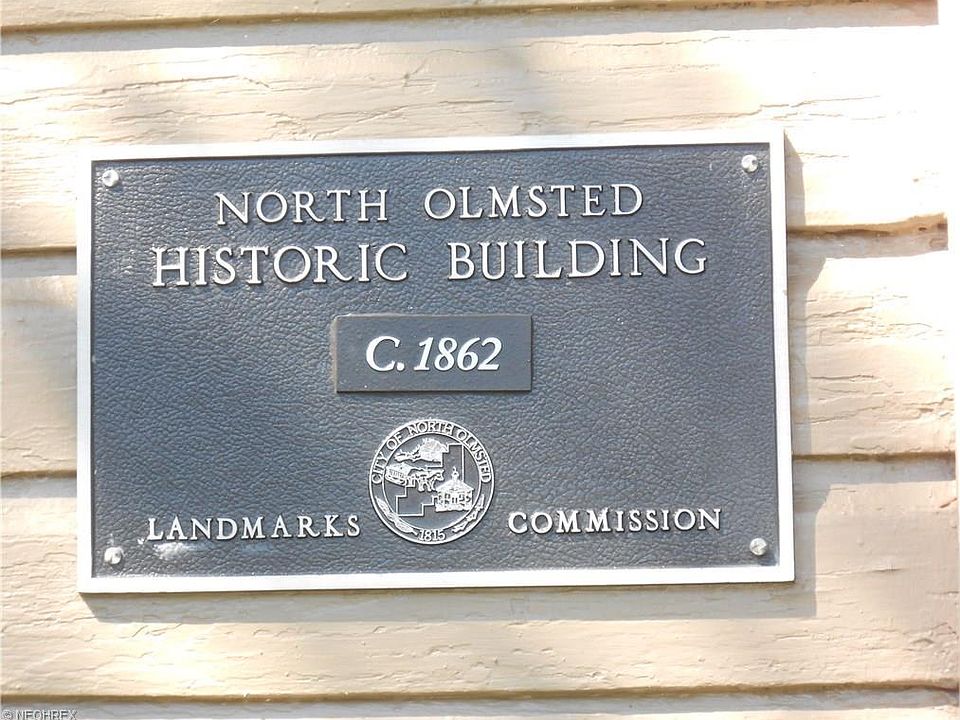 NORTH OLMSTED
HISTORIC BUILDING
C. 1862
CITY OF NORTH OLMSTED
1815
LANDMARKS COMMISSION
© NEOHREX